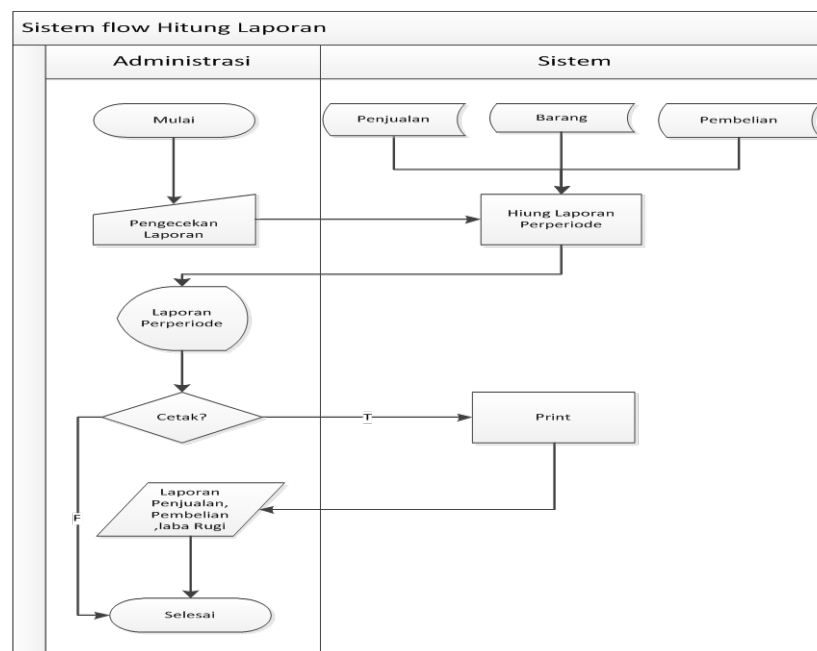 Sistem flow Hitung Laporan
Administrasi
Sistem
Mulai
Penjualan
Barang
Pembelian
Pengecekan
Laporan
Hiung Laporan
Perperiode
Laporan
Perperiode
Cetak?
T
Print
F
Laporan
Penjualan,
Pembelian
,laba Rugi
Selesai